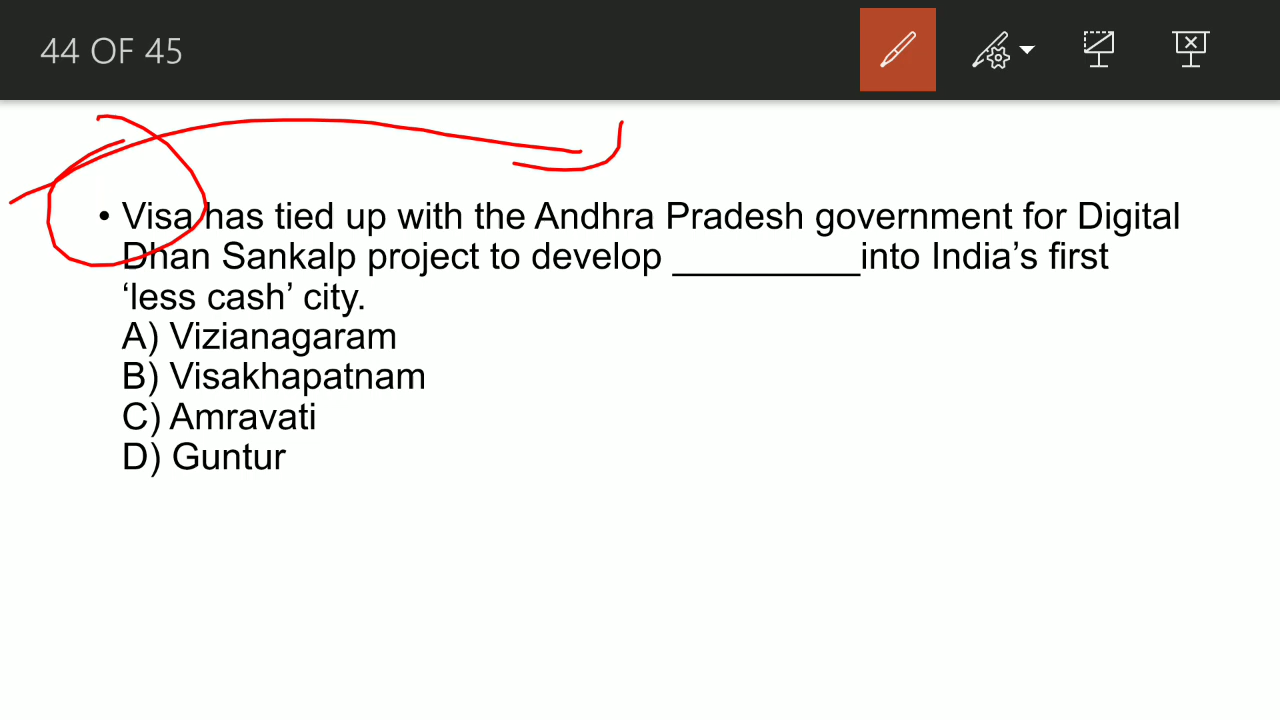 44 OF 45
• Visa has tied up with the Andhra Pradesh government for Digital
Dhan Sankalp project to develop _________into India’s first
‘less cash’ city.
A) Vizianagaram
B) Visakhapatnam
C) Amravati
D) Guntur